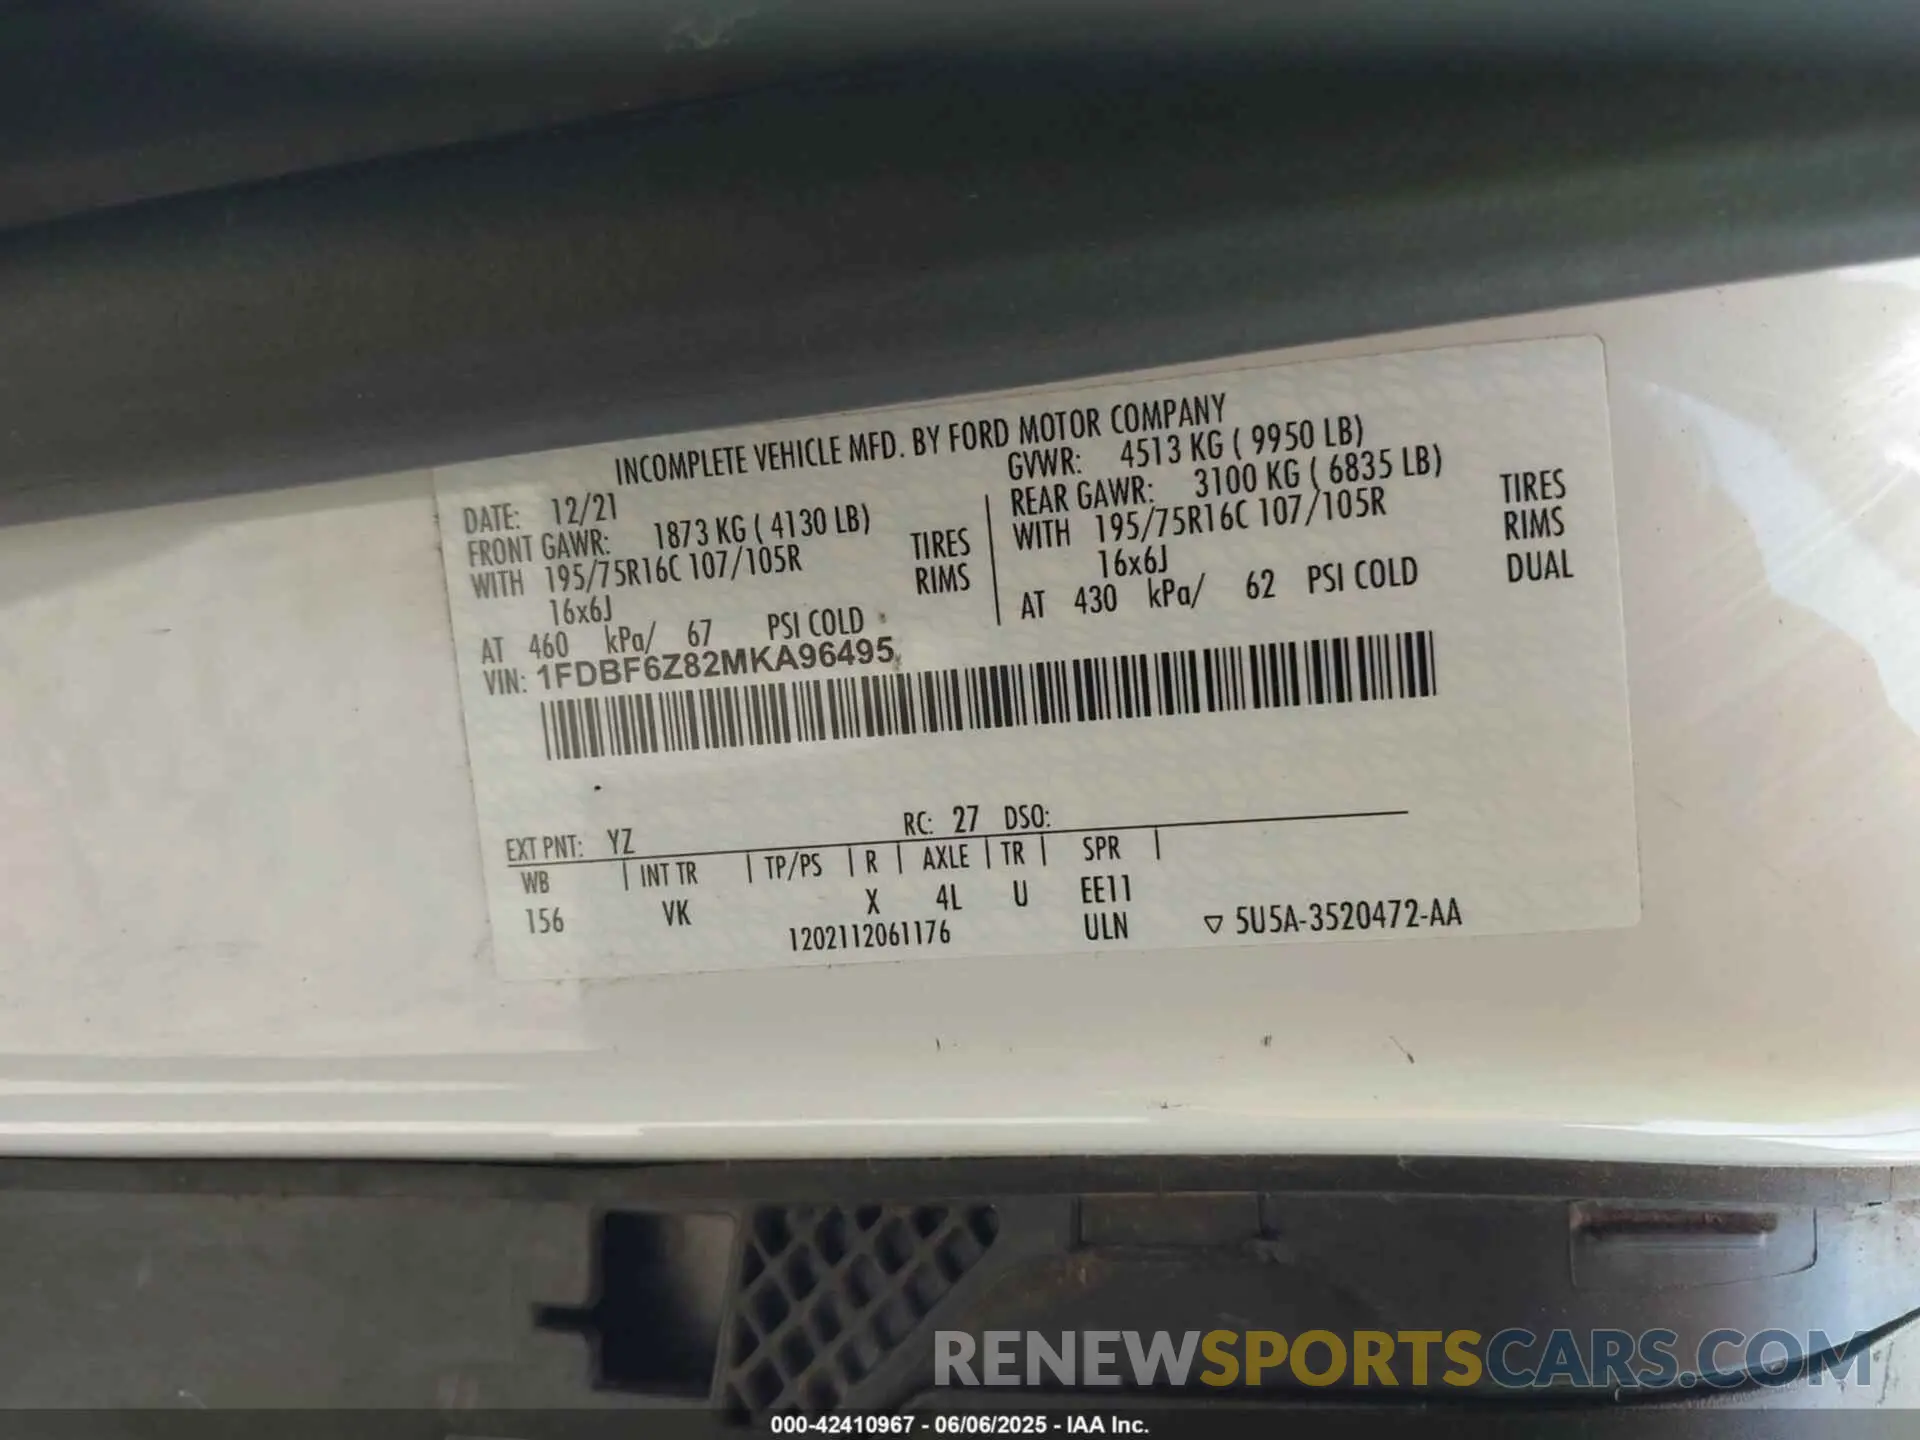 INCOMPLETE VEHICLE MFD. BY FORD MOTOR COMPANY
DATE: 12/21
GVWR: 4513 KG ( 9950 LB)
FRONT GAWR: 1873 KG ( 4130 LB)
REAR GAWR: 3100 KG ( 6835 LB)
WITH 195/75R16C 107/105R TIRES
WITH 195/75R16C 107/105R TIRES
16x6J RIMS
16x6J RIMS
AT 460 kPa/ 67 PSI COLD
AT 430 kPa/ 62 PSI COLD DUAL
VIN: 1FDBF6Z82MKA96495
EXT PNT: YZ RC: 27 DSO:
WB | INT TR | TP/PS | R | AXLE | TR | SPR |
156 VK X 4L U EE11
1202112061176 ULN ▽ 5U5A-3520472-AA
RENEWSPORTSCARS.COM
000-42410967 - 06/06/2025 - IAA Inc.